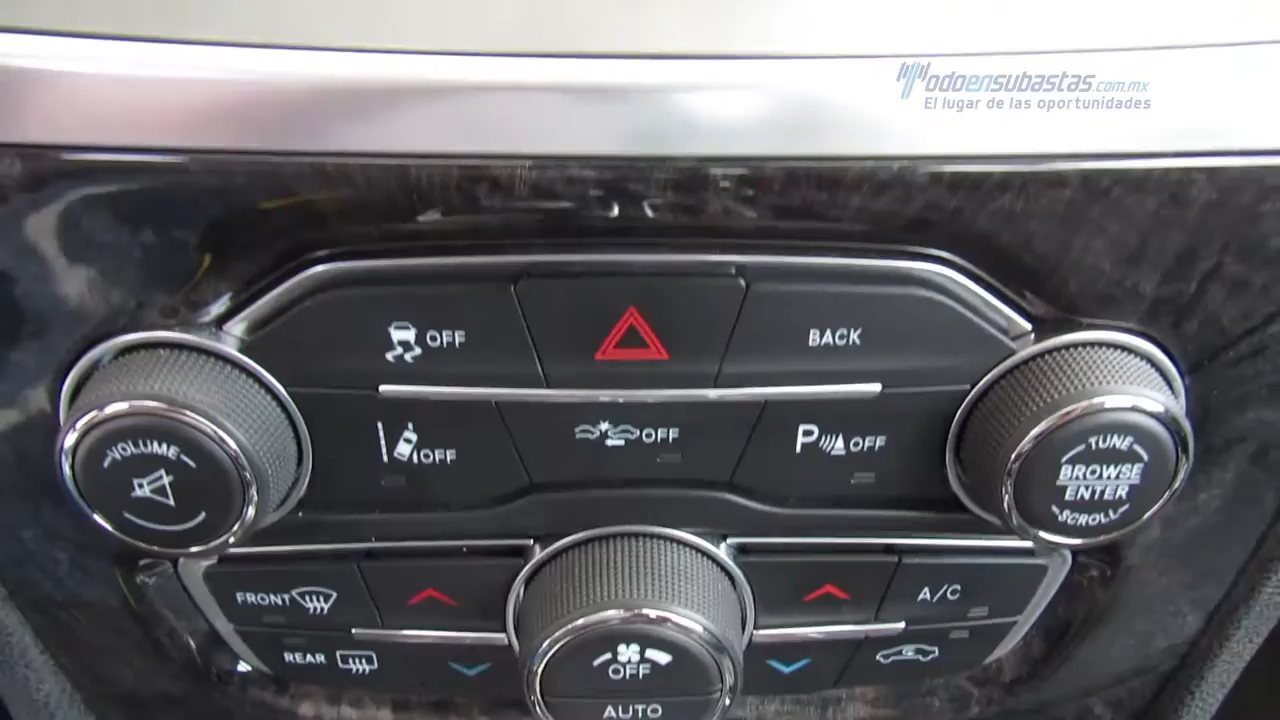 odoensubastas.com.mx
El lugar de las oportunidades
OFF
BACK
OFF
OFF
P OFF
VOLUME
TUNE
BROWSE
ENTER
SCROLL
FRONT
A/C
REAR
OFF
AUTO